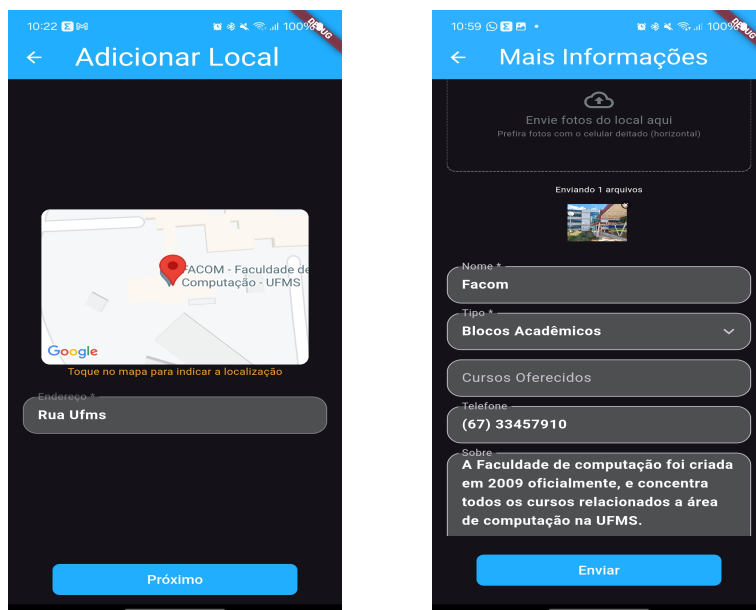 10:22
100%
DEBUG
Adicionar Local
FACOM - Faculdade de
Computação - UFMS
Google
Toque no mapa para indicar a localização
Endereço *
Rua Ufms
Próximo
10:59
100%
DEBUG
Mais Informações
Envie fotos do local aqui
Prefira fotos com o celular deitado (horizontal)
Enviando 1 arquivos
Nome *
Facom
Tipo *
Blocos Acadêmicos
Cursos Oferecidos
Telefone
(67) 33457910
Sobre
A Faculdade de computação foi criada
em 2009 oficialmente, e concentra
todos os cursos relacionados a área
de computação na UFMS.
Enviar